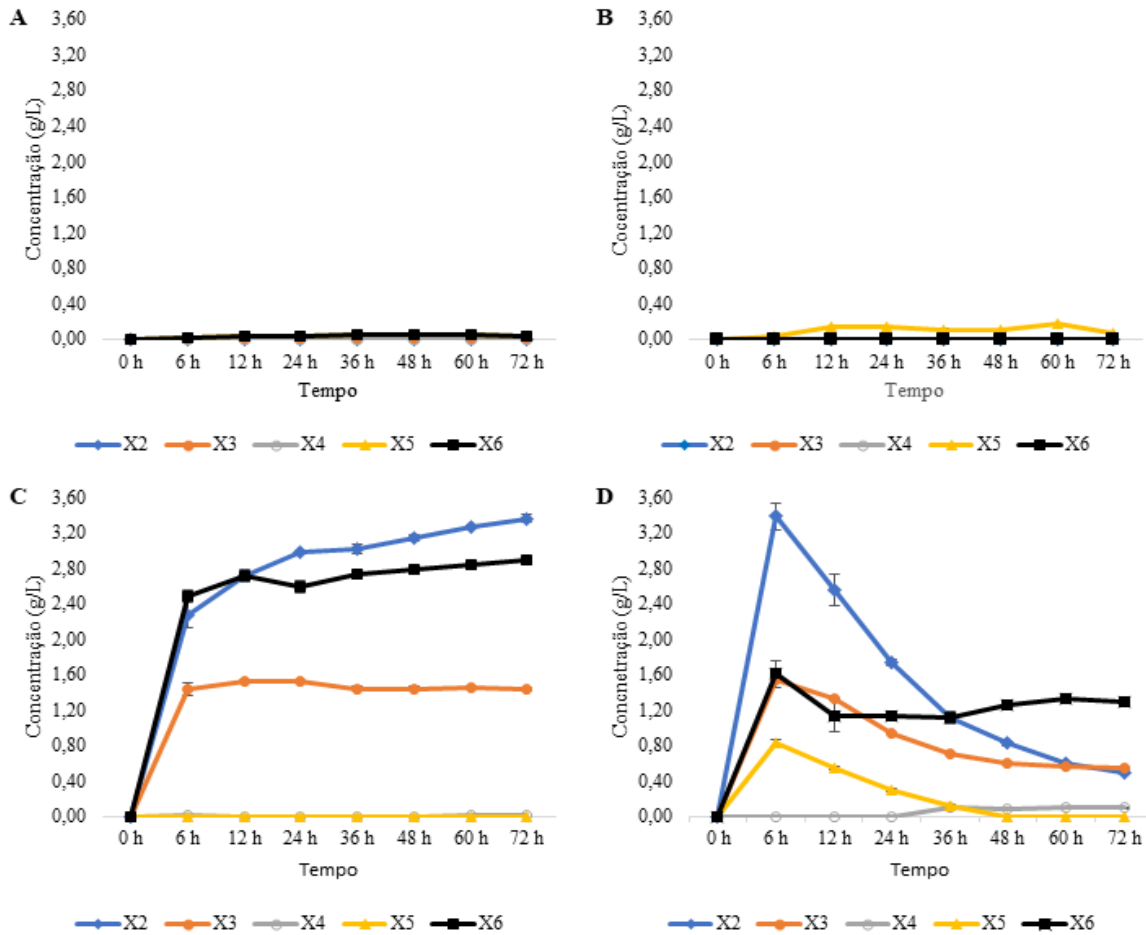 A
3,60
3,20
2,80
2,40
2,00
1,60
1,20
0,80
0,40
0,00
Concentração (g/L)
0 h 6 h 12 h 24 h 36 h 48 h 60 h 72 h
Tempo
X2 X3 X4 X5 X6
B
3,60
3,20
2,80
2,40
2,00
1,60
1,20
0,80
0,40
0,00
Cocentração (g/L)
0 h 6 h 12 h 24 h 36 h 48 h 60 h 72 h
Tempo
X2 X3 X4 X5 X6
C
3,60
3,20
2,80
2,40
2,00
1,60
1,20
0,80
0,40
0,00
Concentração (g/L)
0 h 6 h 12 h 24 h 36 h 48 h 60 h 72 h
Tempo
X2 X3 X4 X5 X6
D
3,60
3,20
2,80
2,40
2,00
1,60
1,20
0,80
0,40
0,00
Concnetração (g/L)
0 h 6 h 12 h 24 h 36 h 48 h 60 h 72 h
Tempo
X2 X3 X4 X5 X6